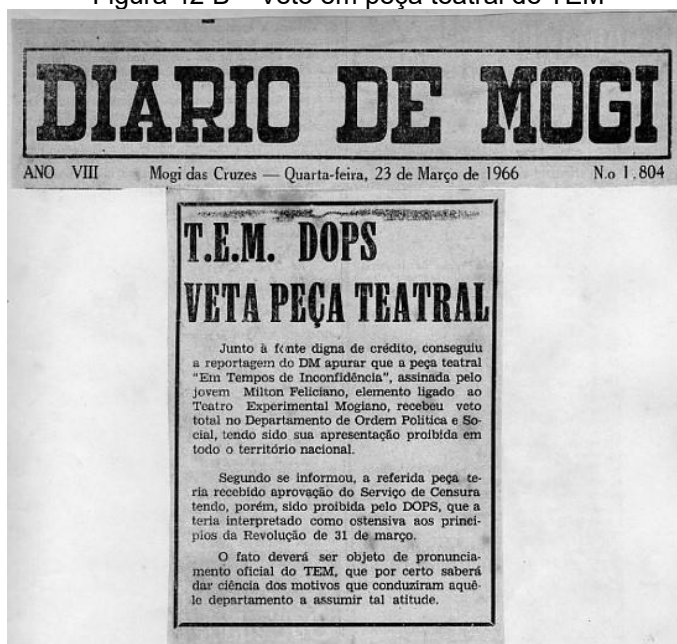 Figura 42 B – Veto em peça teatral do TEM
DIARIO DE MOGI
ANO VIII Mogi das Cruzes — Quarta-feira, 23 de Março de 1966 N.o 1.804
T.E.M. DOPS
VETA PEÇA TEATRAL
Junto à fonte digna de crédito, conseguiu
a reportagem do DM apurar que a peça teatral
"Em Tempos de Inconfidência", assinada pelo
jovem Milton Feliciano, elemento ligado ao
Teatro Experimental Mogiano, recebeu veto
total no Departamento de Ordem Política e So-
cial, tendo sido sua apresentação proibida em
todo o território nacional.
Segundo se informou, a referida peça te-
ria recebido aprovação do Serviço de Censura
tendo, porém, sido proibida pelo DOPS, que a
teria interpretado como ostensiva aos princí-
pios da Revolução de 31 de março.
O fato deverá ser objeto de pronuncia-
mento oficial do TEM, que por certo saberá
dar ciência dos motivos que conduziram aquê-
le departamento a assumir tal atitude.